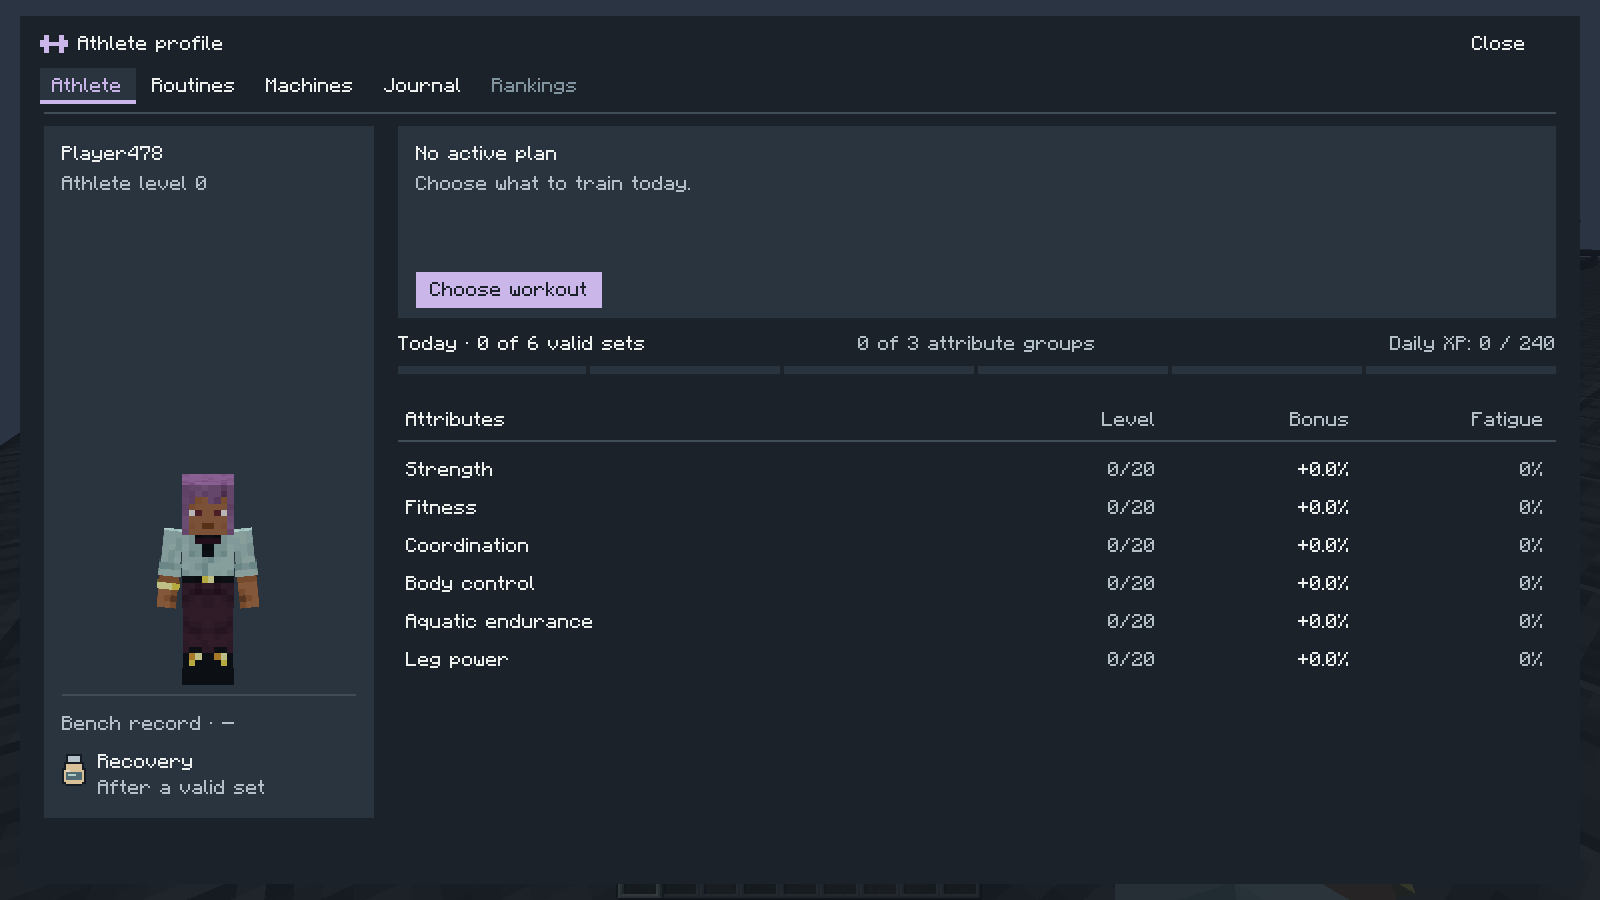 Athlete profile
Close
Athlete Routines Machines Journal Rankings
Player478
Athlete level 0
No active plan
Choose what to train today.
Choose workout
Today · 0 of 6 valid sets 0 of 3 attribute groups Daily XP: 0 / 240
Attributes Level Bonus Fatigue
Strength 0/20 +0.0% 0%
Fitness 0/20 +0.0% 0%
Coordination 0/20 +0.0% 0%
Body control 0/20 +0.0% 0%
Aquatic endurance 0/20 +0.0% 0%
Leg power 0/20 +0.0% 0%
Bench record · —
Recovery
After a valid set